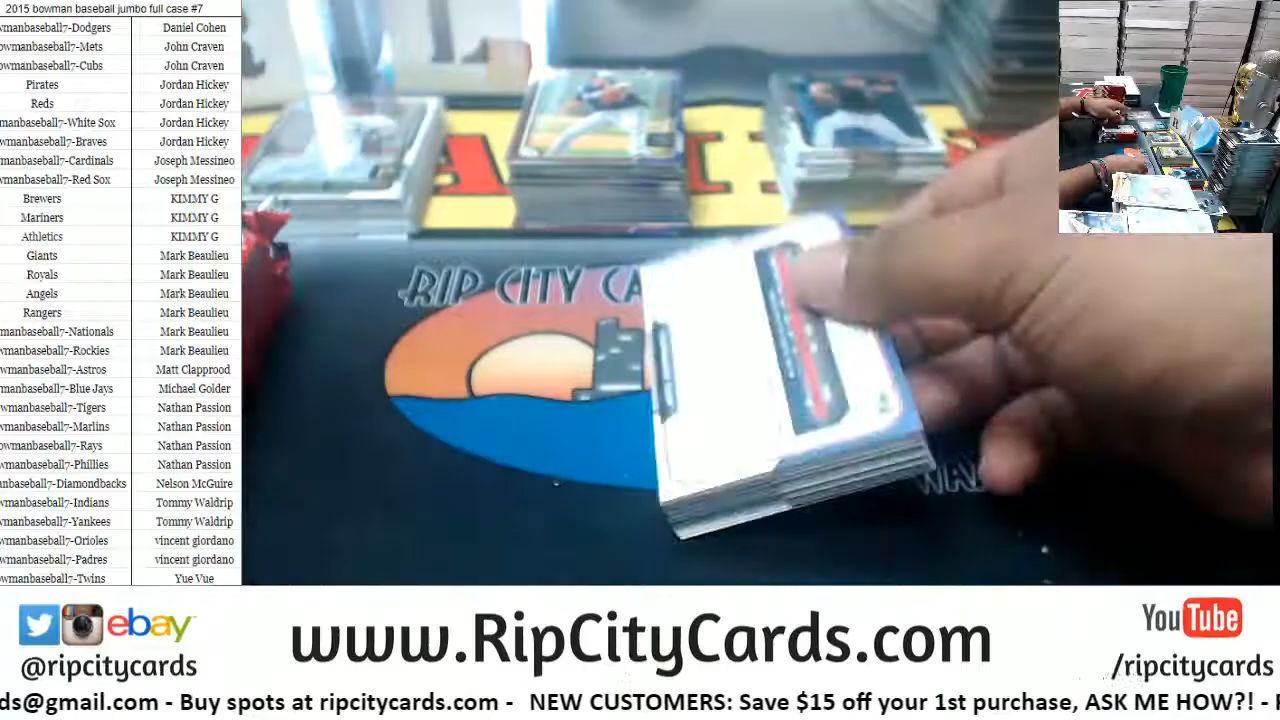 2015 bowman baseball jumbo full case #7
wmanbaseball7-Dodgers Daniel Cohen
owmanbaseball7-Mets John Craven
owmanbaseball7-Cubs John Craven
Pirates Jordan Hickey
Reds Jordan Hickey
manbaseball7-White Sox Jordan Hickey
wmanbaseball7-Braves Jordan Hickey
manbaseball7-Cardinals Joseph Messineo
wmanbaseball7-Red Sox Joseph Messineo
Brewers KIMMY G
Mariners KIMMY G
Athletics KIMMY G
Giants Mark Beaulieu
Royals Mark Beaulieu
Angels Mark Beaulieu
Rangers Mark Beaulieu
manbaseball7-Nationals Mark Beaulieu
wmanbaseball7-Rockies Mark Beaulieu
wmanbaseball7-Astros Matt Clapprood
manbaseball7-Blue Jays Michael Golder
wmanbaseball7-Tigers Nathan Passion
wmanbaseball7-Marlins Nathan Passion
owmanbaseball7-Rays Nathan Passion
wmanbaseball7-Phillies Nathan Passion
anbaseball7-Diamondbacks Nelson McGuire
wmanbaseball7-Indians Tommy Waldrip
wmanbaseball7-Yankees Tommy Waldrip
wmanbaseball7-Orioles vincent giordano
wmanbaseball7-Padres vincent giordano
wmanbaseball7-Twins Yue Vue
RIP CITY CA
ebay
@ripcitycards
www.RipCityCards.com
YouTube
/ripcitycards
ds@gmail.com - Buy spots at ripcitycards.com - NEW CUSTOMERS: Save $15 off your 1st purchase, ASK ME HOW?! -